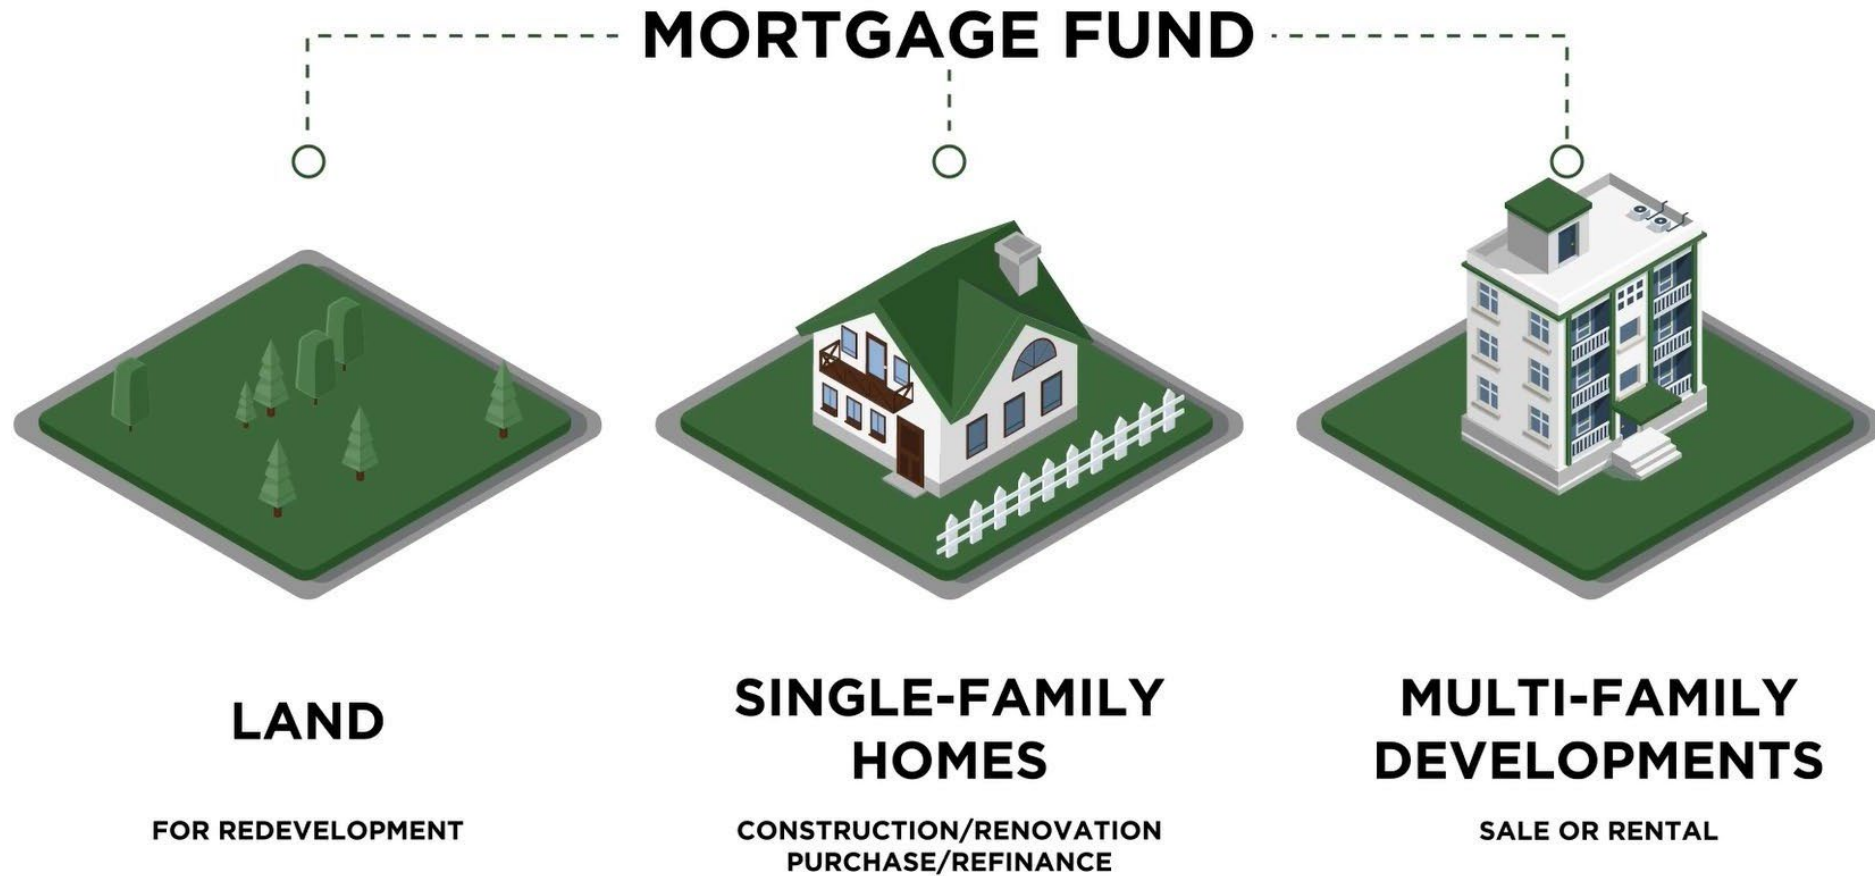 MORTGAGE FUND
LAND
FOR REDEVELOPMENT
SINGLE-FAMILY
HOMES
CONSTRUCTION/RENOVATION
PURCHASE/REFINANCE
MULTI-FAMILY
DEVELOPMENTS
SALE OR RENTAL